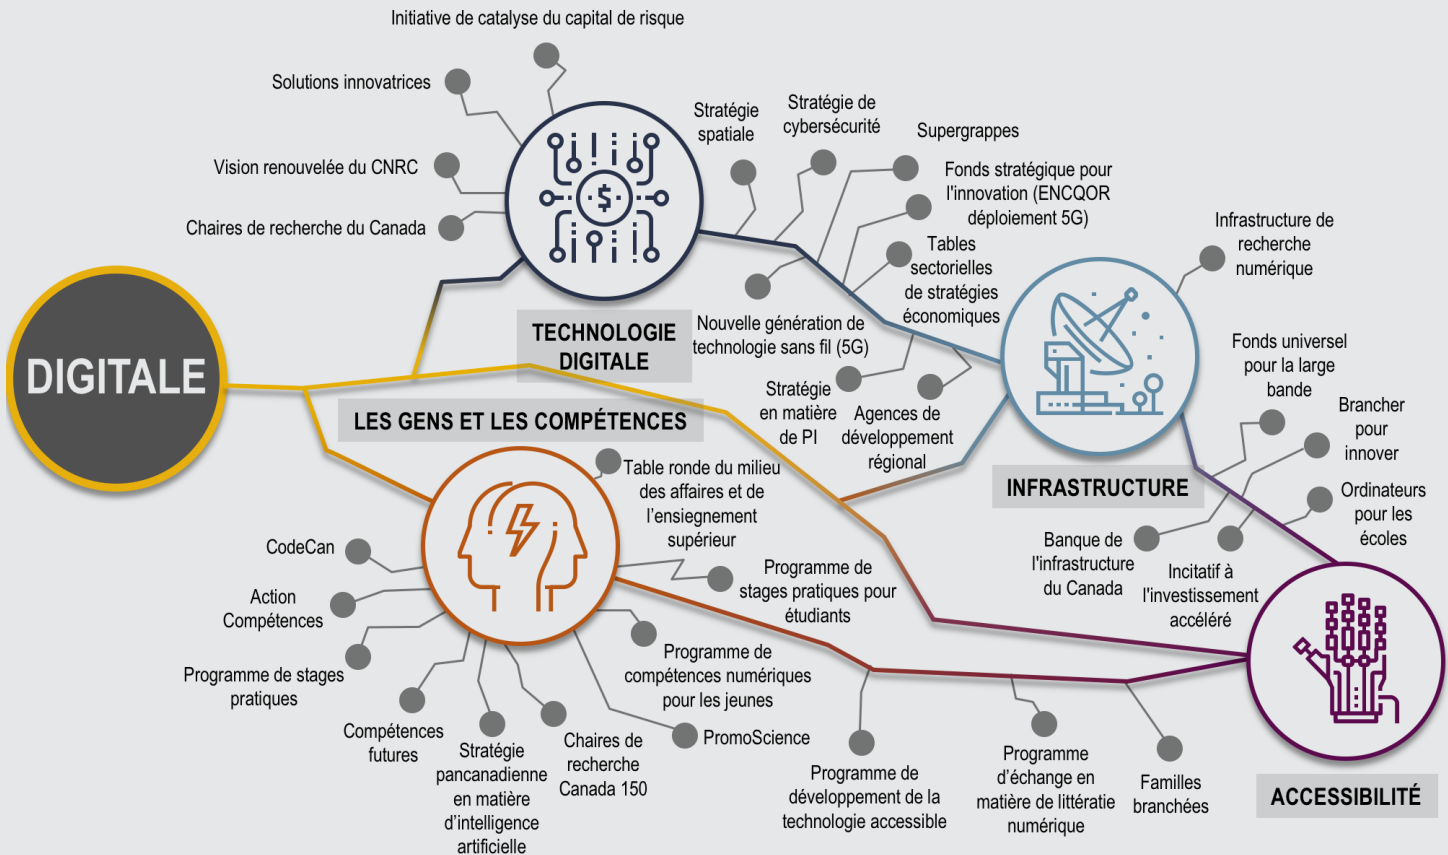 Initiative de catalyse du capital de risque
Solutions innovatrices
Vision renouvelée du CNRC
Chaires de recherche du Canada
DIGITALE
$
TECHNOLOGIE
DIGITALE
Stratégie
spatiale
Stratégie de
cybersécurité
Supergrappes
Fonds stratégique pour
l'innovation (ENCQOR
déploiement 5G)
Tables
sectorielles
de stratégies
économiques
Nouvelle génération de
technologie sans fil (5G)
Stratégie
en matière
de PI
Agences de
développement
régional
Infrastructure de
recherche
numérique
INFRASTRUCTURE
Fonds universel
pour la large
bande
Brancher
pour
innover
Ordinateurs
pour les
écoles
Banque de
l'infrastructure
du Canada
Incitatif à
l'investissement
accéléré
LES GENS ET LES COMPÉTENCES
Table ronde du milieu
des affaires et de
l’ensiegnement
supérieur
Programme de
stages pratiques pour
étudiants
CodeCan
Action
Compétences
Programme de stages
pratiques
Compétences
futures
Stratégie
pancanadienne
en matière
d’intelligence
artificielle
Chaires de
recherche
Canada 150
Programme de
compétences numériques
pour les jeunes
PromoScience
Programme de
développement de la
technologie accessible
Programme
d’échange en
matière de littératie
numérique
Familles
branchées
ACCESSIBILITÉ